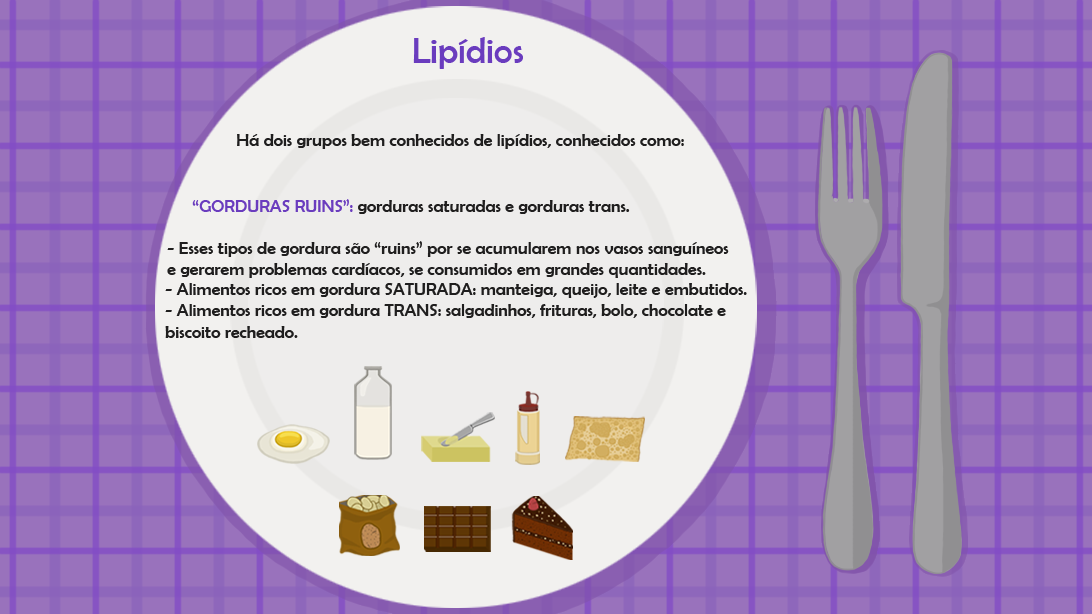 Lipídios
Há dois grupos bem conhecidos de lipídios, conhecidos como:
“GORDURAS RUINS”: gorduras saturadas e gorduras trans.
- Esses tipos de gordura são “ruins” por se acumularem nos vasos sanguíneos
e gerarem problemas cardíacos, se consumidos em grandes quantidades.
- Alimentos ricos em gordura SATURADA: manteiga, queijo, leite e embutidos.
- Alimentos ricos em gordura TRANS: salgadinhos, frituras, bolo, chocolate e
biscoito recheado.